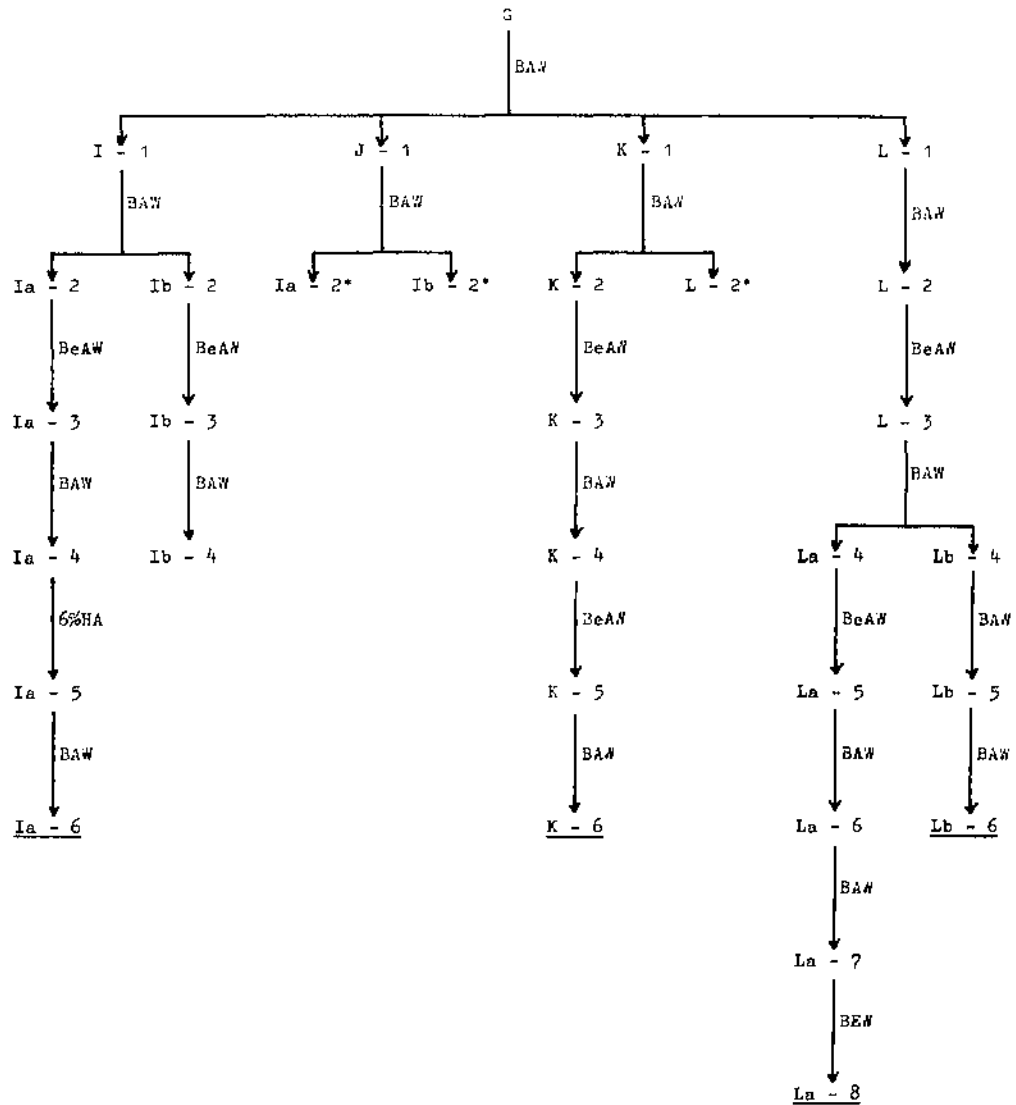 G
BAW
I - 1 J - 1 K - 1 L - 1
BAW BAW BAW BAW
Ia - 2 Ib - 2 Ia - 2* Ib - 2* K - 2 L - 2* L - 2
BeAW BeAW BeAW BeAW
Ia - 3 Ib - 3 K - 3 L - 3
BAW BAW BAW BAW
Ia - 4 Ib - 4 K - 4 La - 4 Lb - 4
6%HA BeAW BeAW BAW
Ia - 5 K - 5 La - 5 Lb - 5
BAW BAW BAW BAW
Ia - 6 K - 6 La - 6 Lb - 6
BAW
La - 7
BEW
La - 8